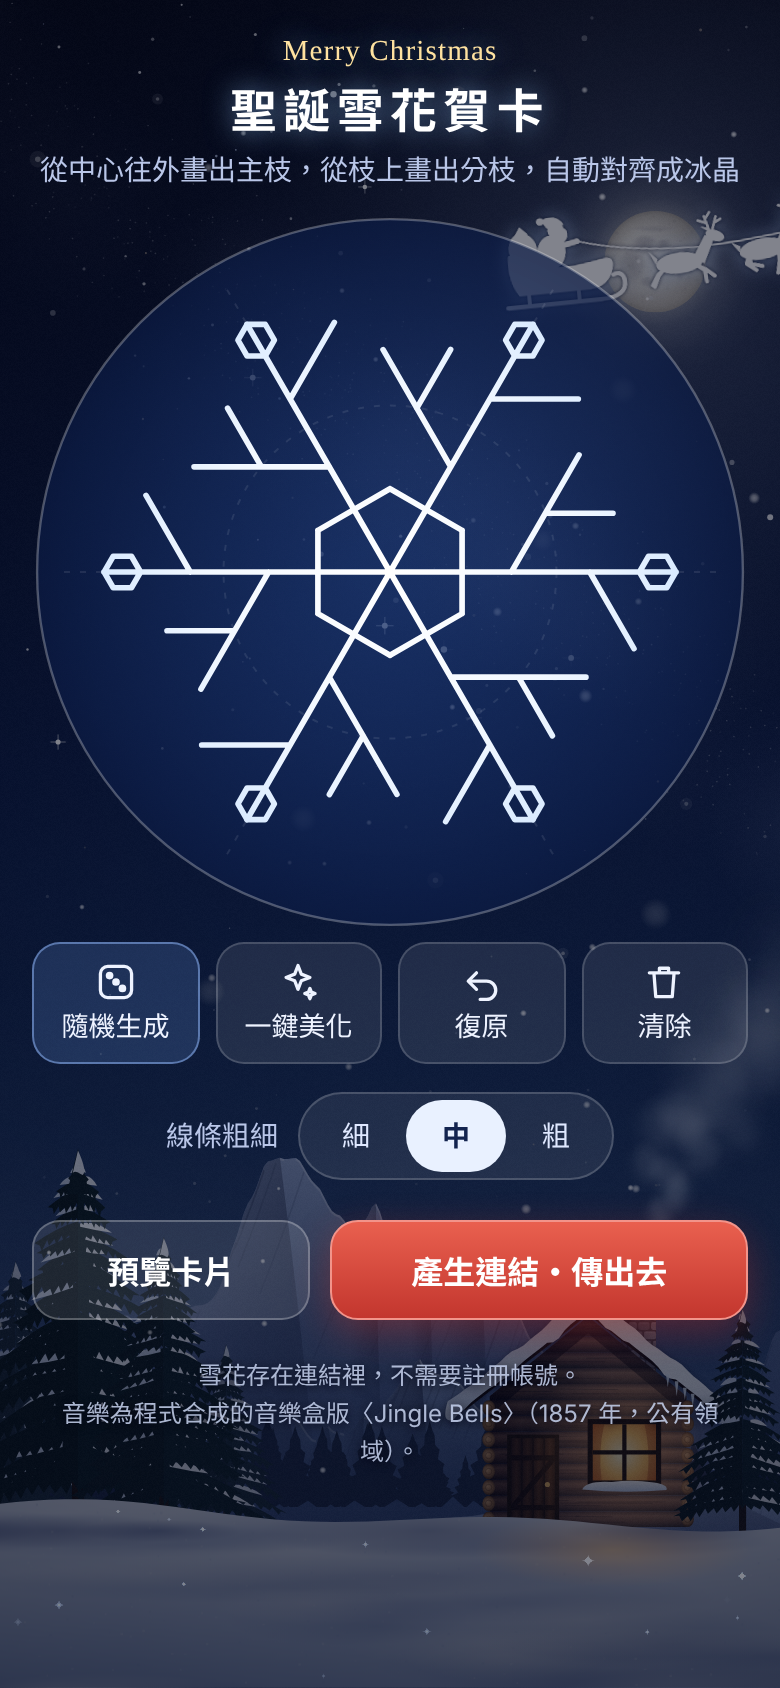 Merry Christmas
聖誕雪花賀卡
從中心往外畫出主枝，從枝上畫出分枝，自動對齊成冰晶
隨機生成
一鍵美化
復原
清除
線條粗細
細
中
粗
預覽卡片
產生連結・傳出去
雪花存在連結裡，不需要註冊帳號。
音樂為程式合成的音樂盒版〈Jingle Bells〉（1857 年，公有領
域）。